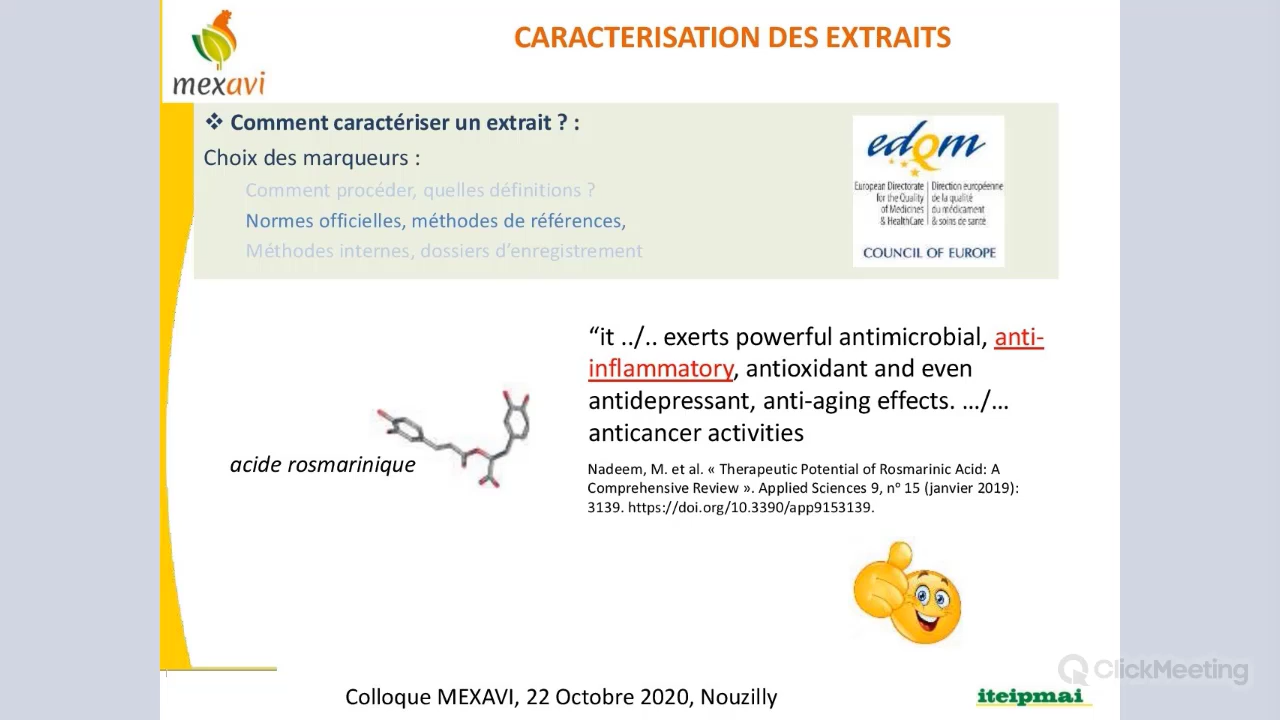 mexavi
CARACTERISATION DES EXTRAITS
❖ Comment caractériser un extrait ? :
Choix des marqueurs :
Comment procéder, quelles définitions ?
Normes officielles, méthodes de références,
Méthodes internes, dossiers d'enregistrement
edQm
European Directorate | Direction européenne
for the Quality | de la qualité
of Medicines | du médicament
& HealthCare | & soins de santé
COUNCIL OF EUROPE
“it ../.. exerts powerful antimicrobial, anti-
inflammatory, antioxidant and even
antidepressant, anti-aging effects. …/…
anticancer activities
acide rosmarinique
Nadeem, M. et al. « Therapeutic Potential of Rosmarinic Acid: A
Comprehensive Review ». Applied Sciences 9, nº 15 (janvier 2019):
3139. https://doi.org/10.3390/app9153139.
ClickMeeting
Colloque MEXAVI, 22 Octobre 2020, Nouzilly
iteipmai